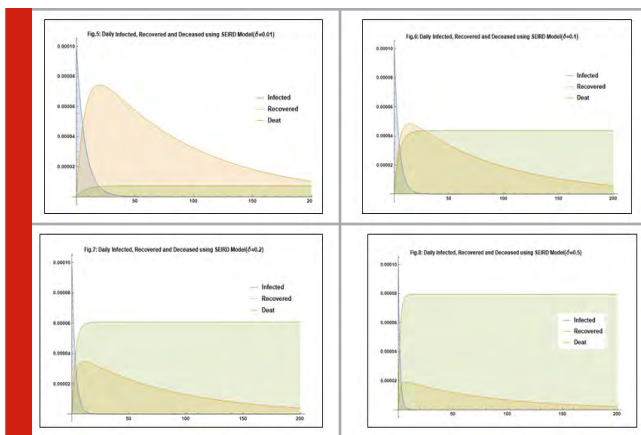 Fig.5: Daily Infected, Recovered and Deceased using SEIRD Model(δ=0.01)
0.00010
0.00008
0.00006
0.00004
0.00002
50
100
150
200
Infected
Recovered
Deat
Fig.6: Daily Infected, Recovered and Deceased using SEIRD Model(δ=0.1)
0.00010
0.00008
0.00006
0.00004
0.00002
50
100
150
200
Infected
Recovered
Deat
Fig.7: Daily Infected, Recovered and Deceased using SEIRD Model(δ=0.2)
0.00010
0.00008
0.00006
0.00004
0.00002
50
100
150
200
Infected
Recovered
Deat
Fig.8: Daily Infected, Recovered and Deceased using SEIRD Model(δ=0.5)
0.00010
0.00008
0.00006
0.00004
0.00002
50
100
150
200
Infected
Recovered
Deat